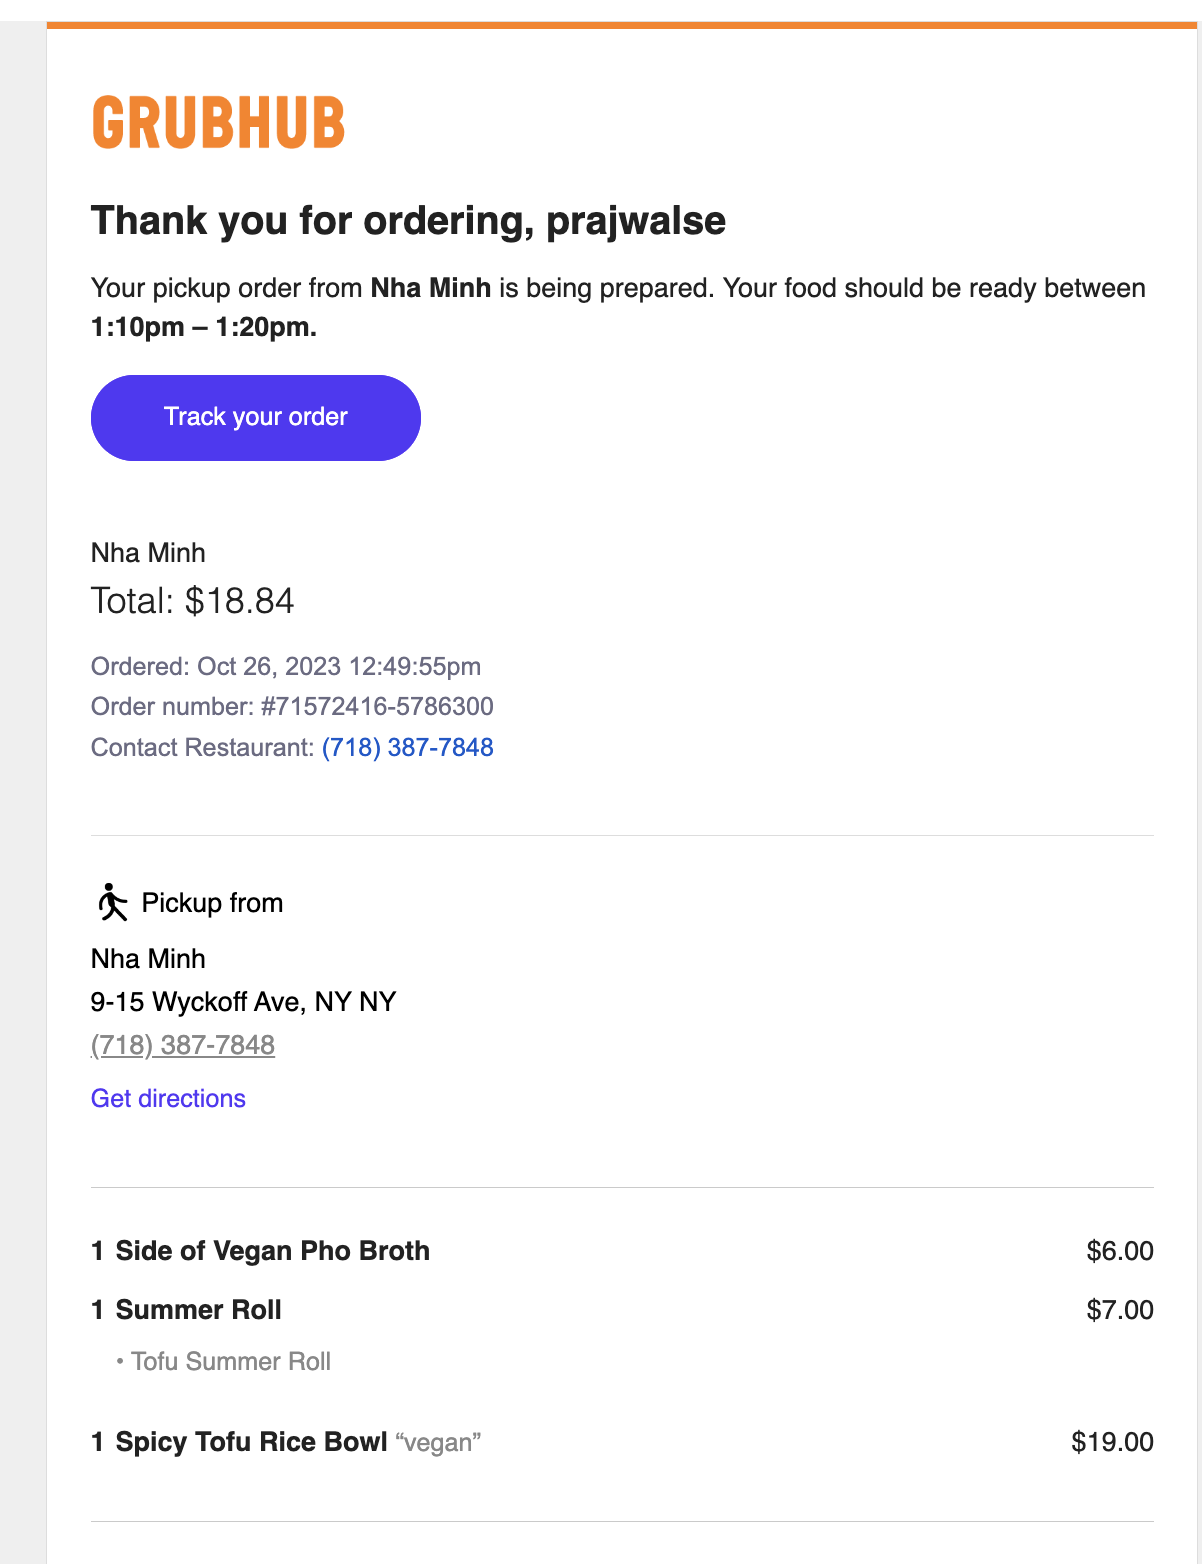 GRUBHUB
Thank you for ordering, prajwalse
Your pickup order from Nha Minh is being prepared. Your food should be ready between
1:10pm – 1:20pm.
Track your order
Nha Minh
Total: $18.84
Ordered: Oct 26, 2023 12:49:55pm
Order number: #71572416-5786300
Contact Restaurant: (718) 387-7848
Pickup from
Nha Minh
9-15 Wyckoff Ave, NY NY
(718) 387-7848
Get directions
1 Side of Vegan Pho Broth $6.00
1 Summer Roll $7.00
• Tofu Summer Roll
1 Spicy Tofu Rice Bowl “vegan” $19.00